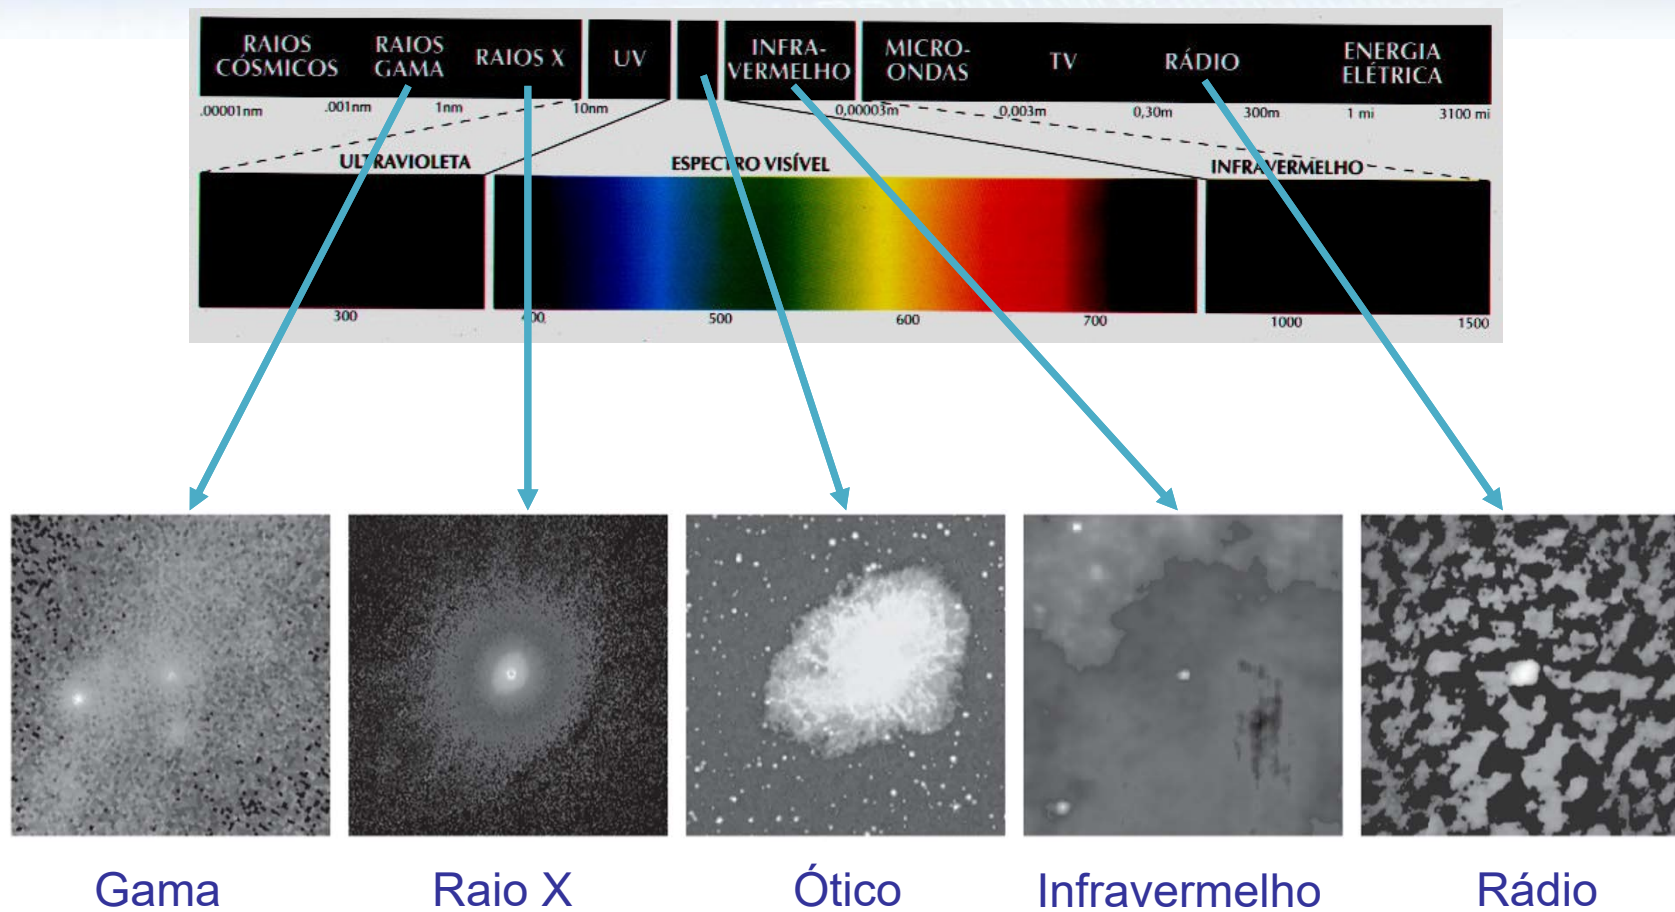 RAIOS
CÓSMICOS
RAIOS
GAMA
RAIOS X
UV
INFRA-
VERMELHO
MICRO-
ONDAS
TV
RÁDIO
ENERGIA
ELÉTRICA
.00001nm
.001nm
1nm
10nm
0,00003m
0,003m
0,30m
300m
1 mi
3100 mi
ULTRAVIOLETA
ESPECTRO VISÍVEL
INFRAVERMELHO
300
400
500
600
700
1000
1500
Gama
Raio X
Ótico
Infravermelho
Rádio